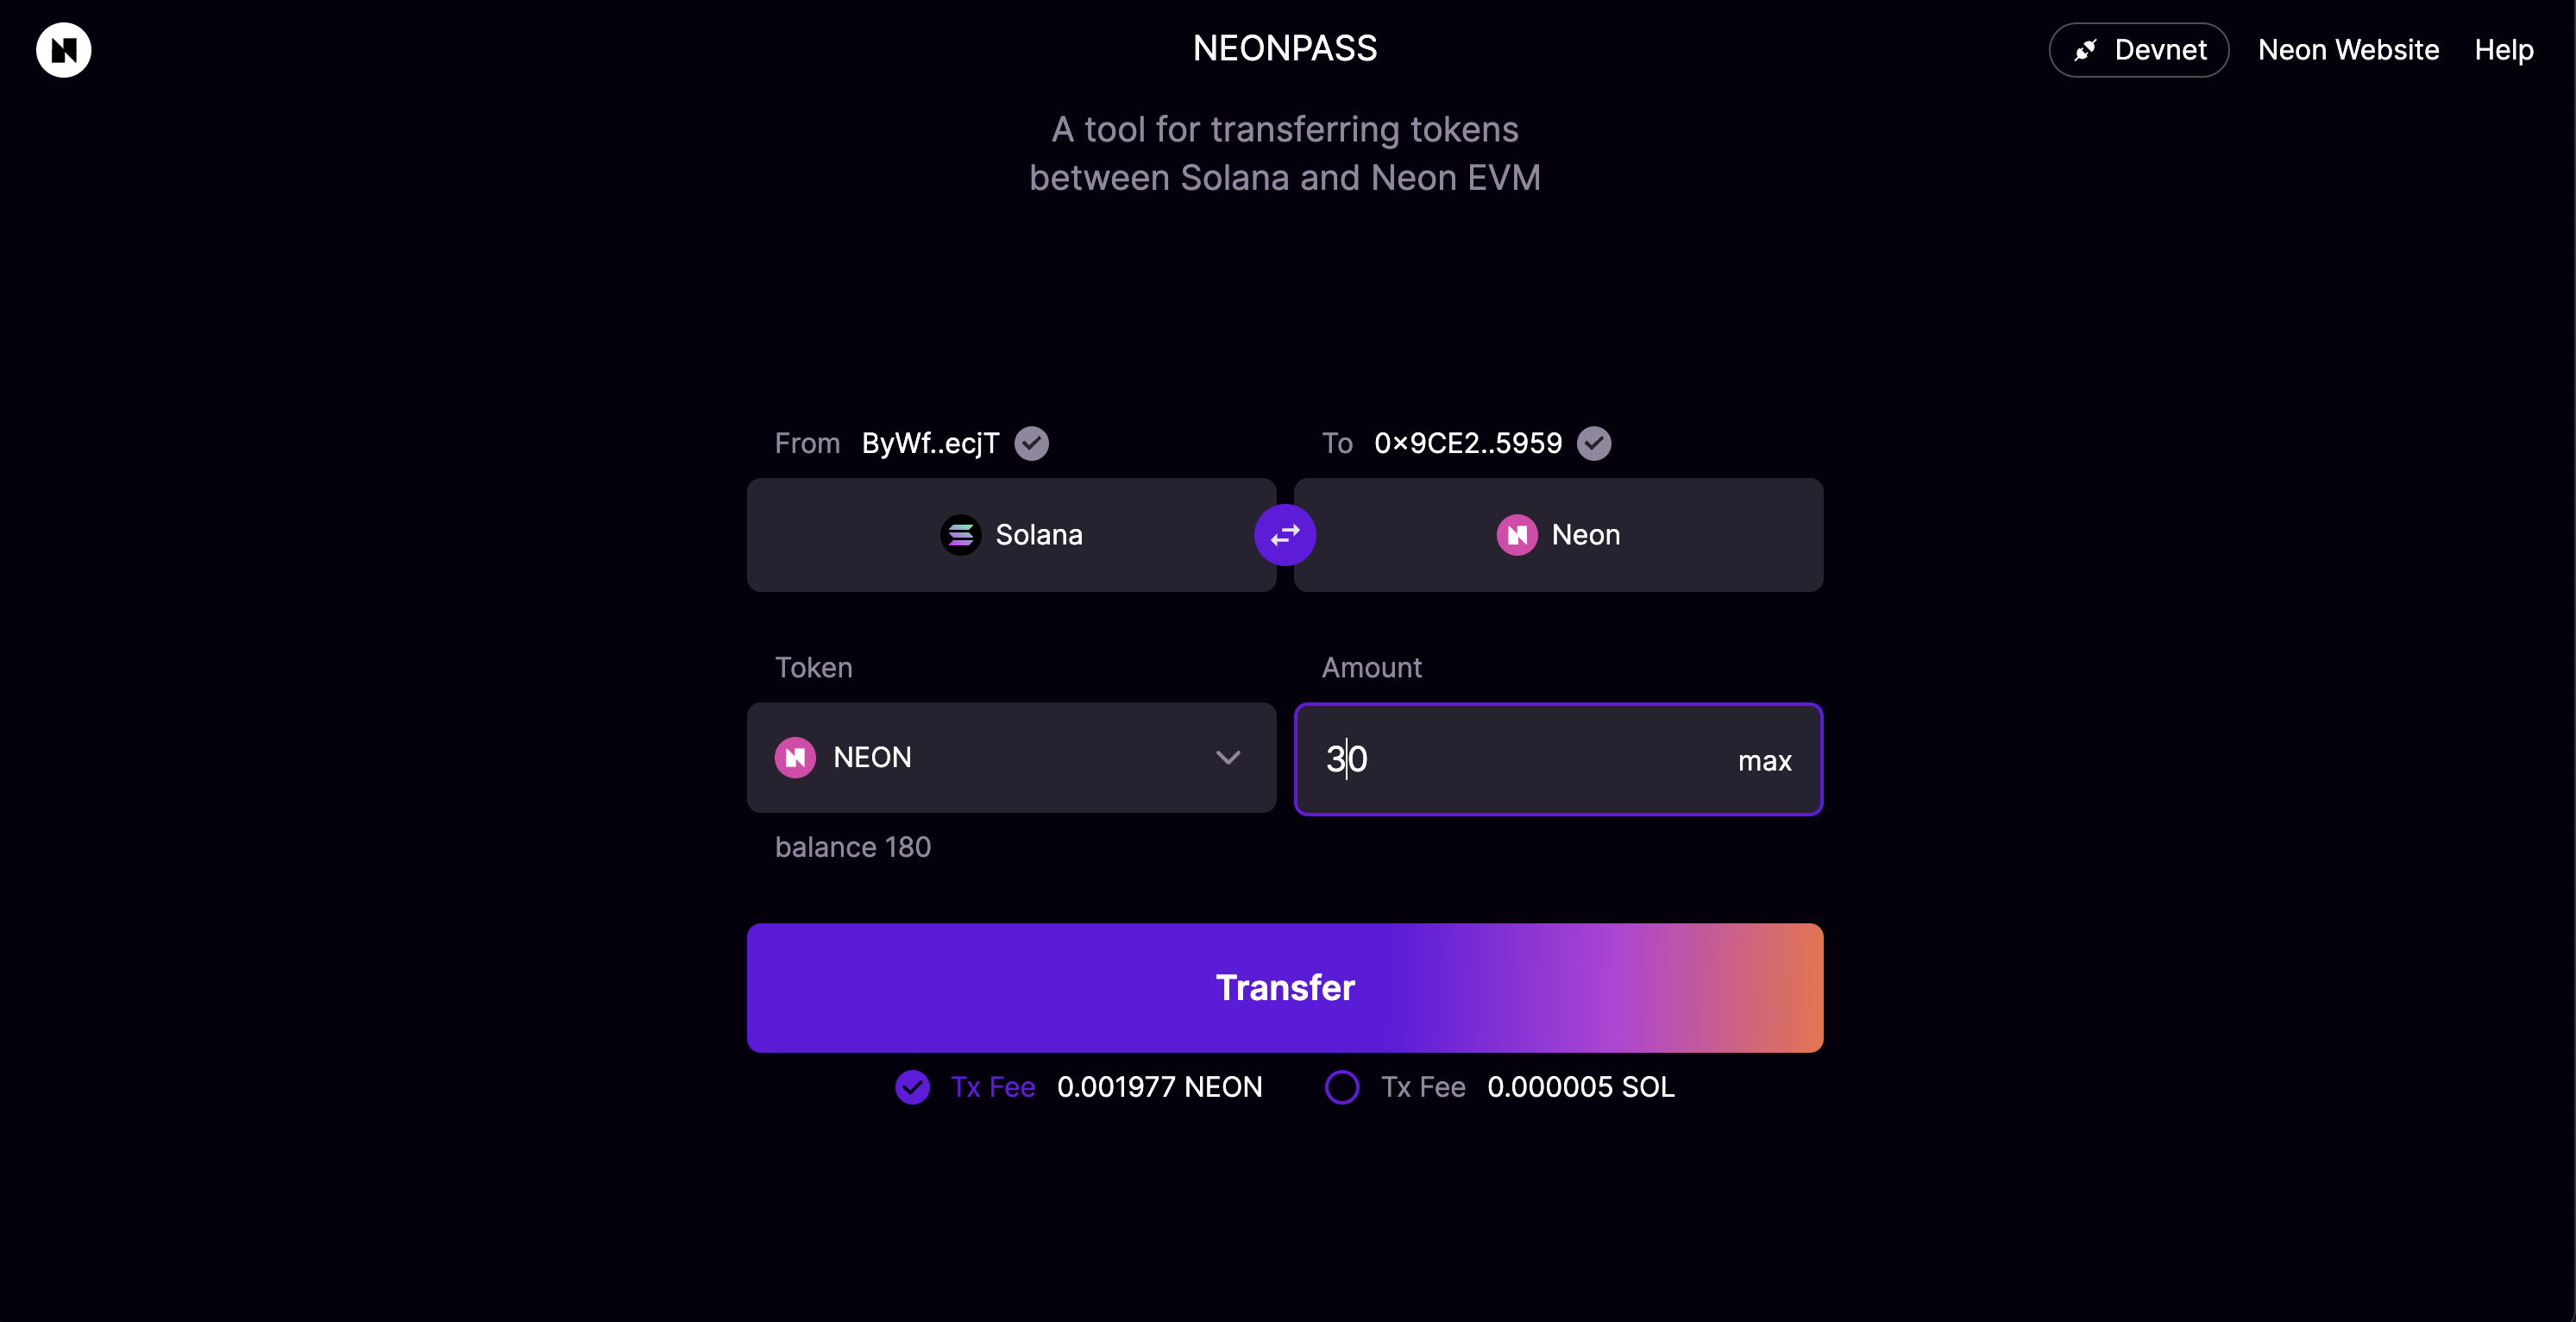 NEONPASS
Devnet
Neon Website
Help
A tool for transferring tokens
between Solana and Neon EVM
From ByWf..ecjT
To 0×9CE2..5959
Solana
Neon
Token
Amount
NEON
30
max
balance 180
Transfer
Tx Fee 0.001977 NEON
Tx Fee 0.000005 SOL